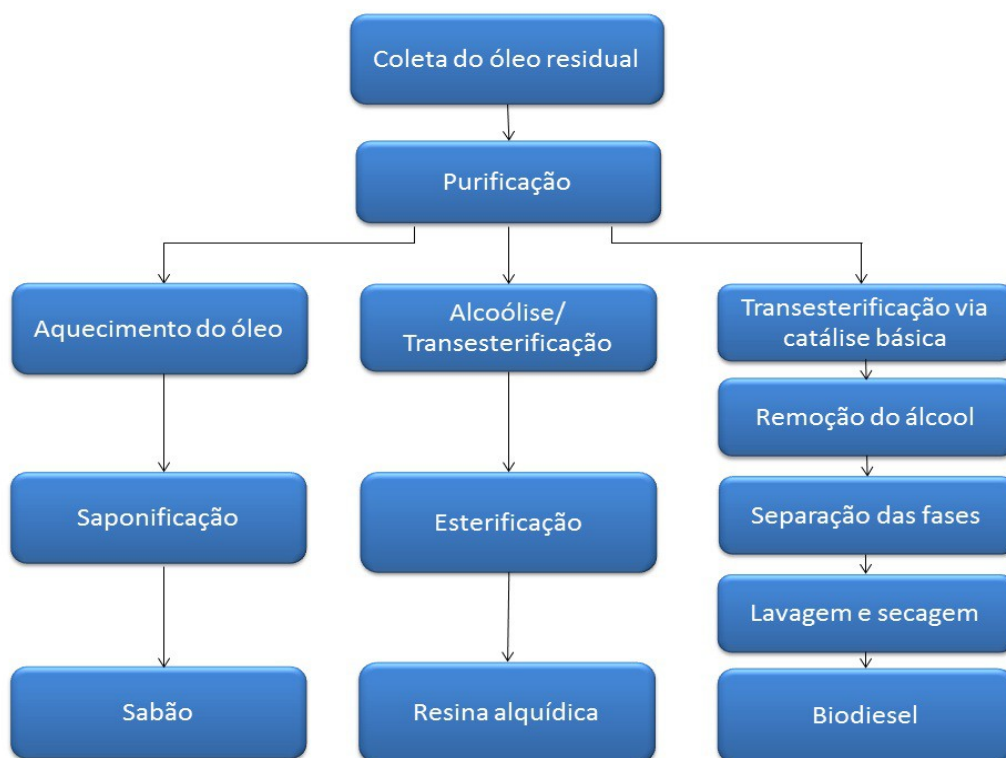 Coleta do óleo residual
Purificação
Aquecimento do óleo
Alcoólise/
Transesterificação
Transesterificação via
catálise básica
Remoção do álcool
Saponificação
Esterificação
Separação das fases
Lavagem e secagem
Sabão
Resina alquídica
Biodiesel